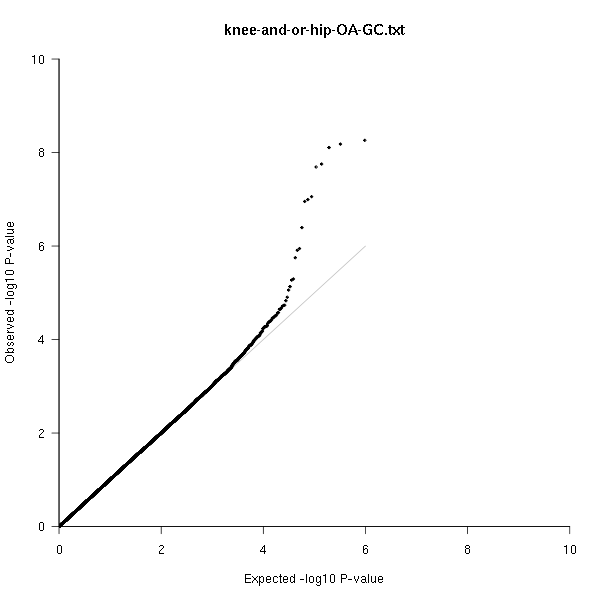 knee-and-or-hip-OA-GC.txt
10
8
6
4
2
0
Observed -log10 P-value
0 2 4 6 8 10
Expected -log10 P-value